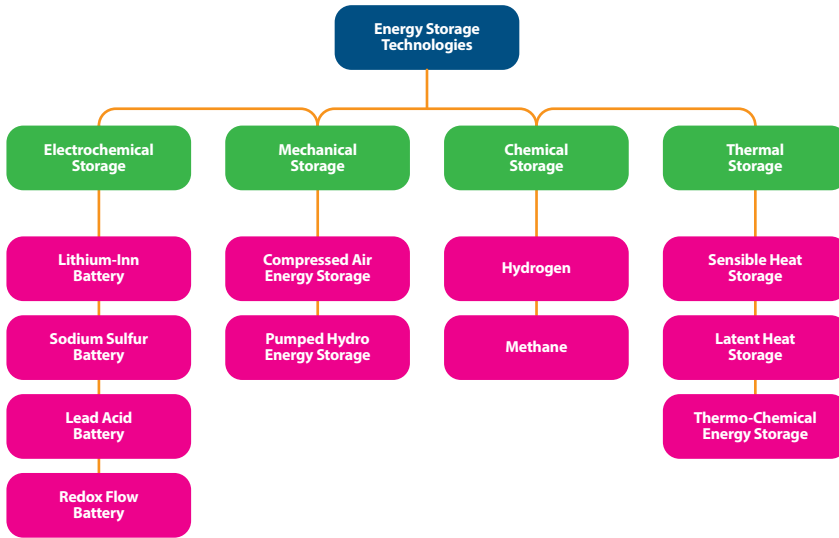 Energy Storage
Technologies
Electrochemical
Storage
Mechanical
Storage
Chemical
Storage
Thermal
Storage
Lithium-Inn
Battery
Compressed Air
Energy Storage
Hydrogen
Sensible Heat
Storage
Sodium Sulfur
Battery
Pumped Hydro
Energy Storage
Methane
Latent Heat
Storage
Lead Acid
Battery
Thermo-Chemical
Energy Storage
Redox Flow
Battery